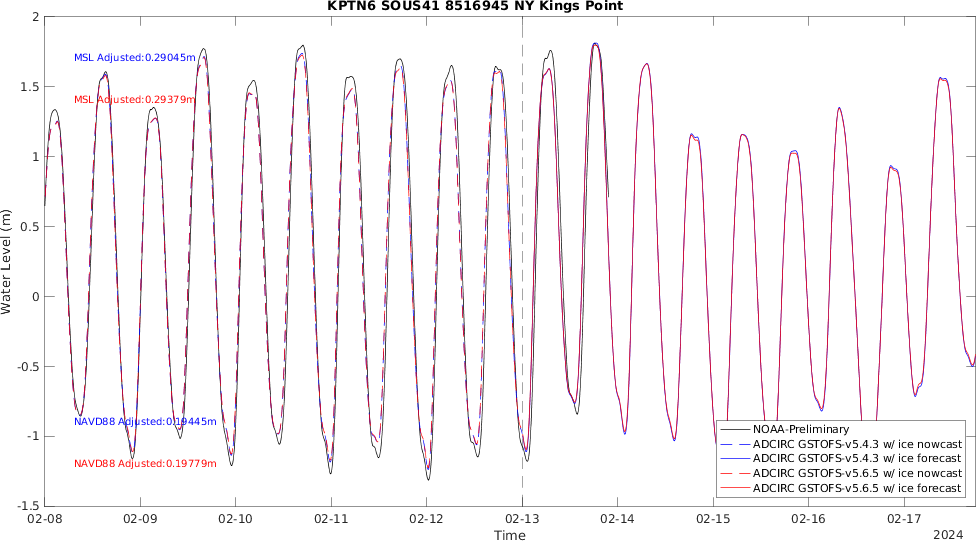 KPTN6 SOUS41 8516945 NY Kings Point
2
1.5
1
0.5
0
-0.5
-1
-1.5
Water Level (m)
MSL Adjusted:0.29045m
MSL Adjusted:0.29379m
NAVD88 Adjusted:0.19445m
NAVD88 Adjusted:0.19779m
NOAA-Preliminary
ADCIRC GSTOFS-v5.4.3 w/ ice nowcast
ADCIRC GSTOFS-v5.4.3 w/ ice forecast
ADCIRC GSTOFS-v5.6.5 w/ ice nowcast
ADCIRC GSTOFS-v5.6.5 w/ ice forecast
02-08 02-09 02-10 02-11 02-12 02-13 02-14 02-15 02-16 02-17
Time
2024